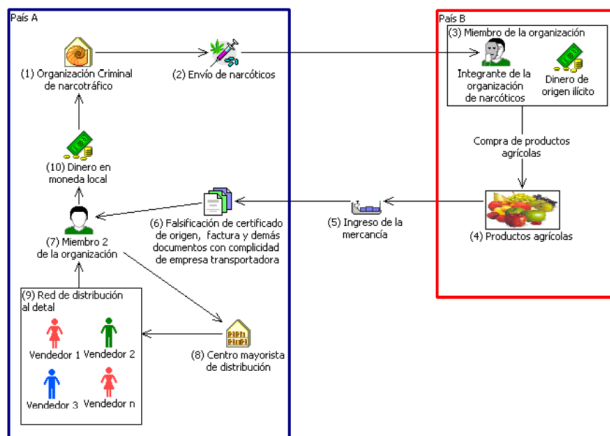 País A
(1) Organización Criminal
de narcotráfico
(2) Envío de narcóticos
País B
(3) Miembro de la organización
Integrante de la
organización
de narcóticos
Dinero de
origen ilícito
Compra de productos
agrícolas
(4) Productos agrícolas
(5) Ingreso de la
mercancía
(6) Falsificación de certificado
de origen, factura y demás
documentos con complicidad
de empresa transportadora
(10) Dinero en
moneda local
(7) Miembro 2
de la organización
(8) Centro mayorista
de distribución
(9) Red de distribución
al detal
Vendedor 1
Vendedor 2
Vendedor 3
Vendedor n